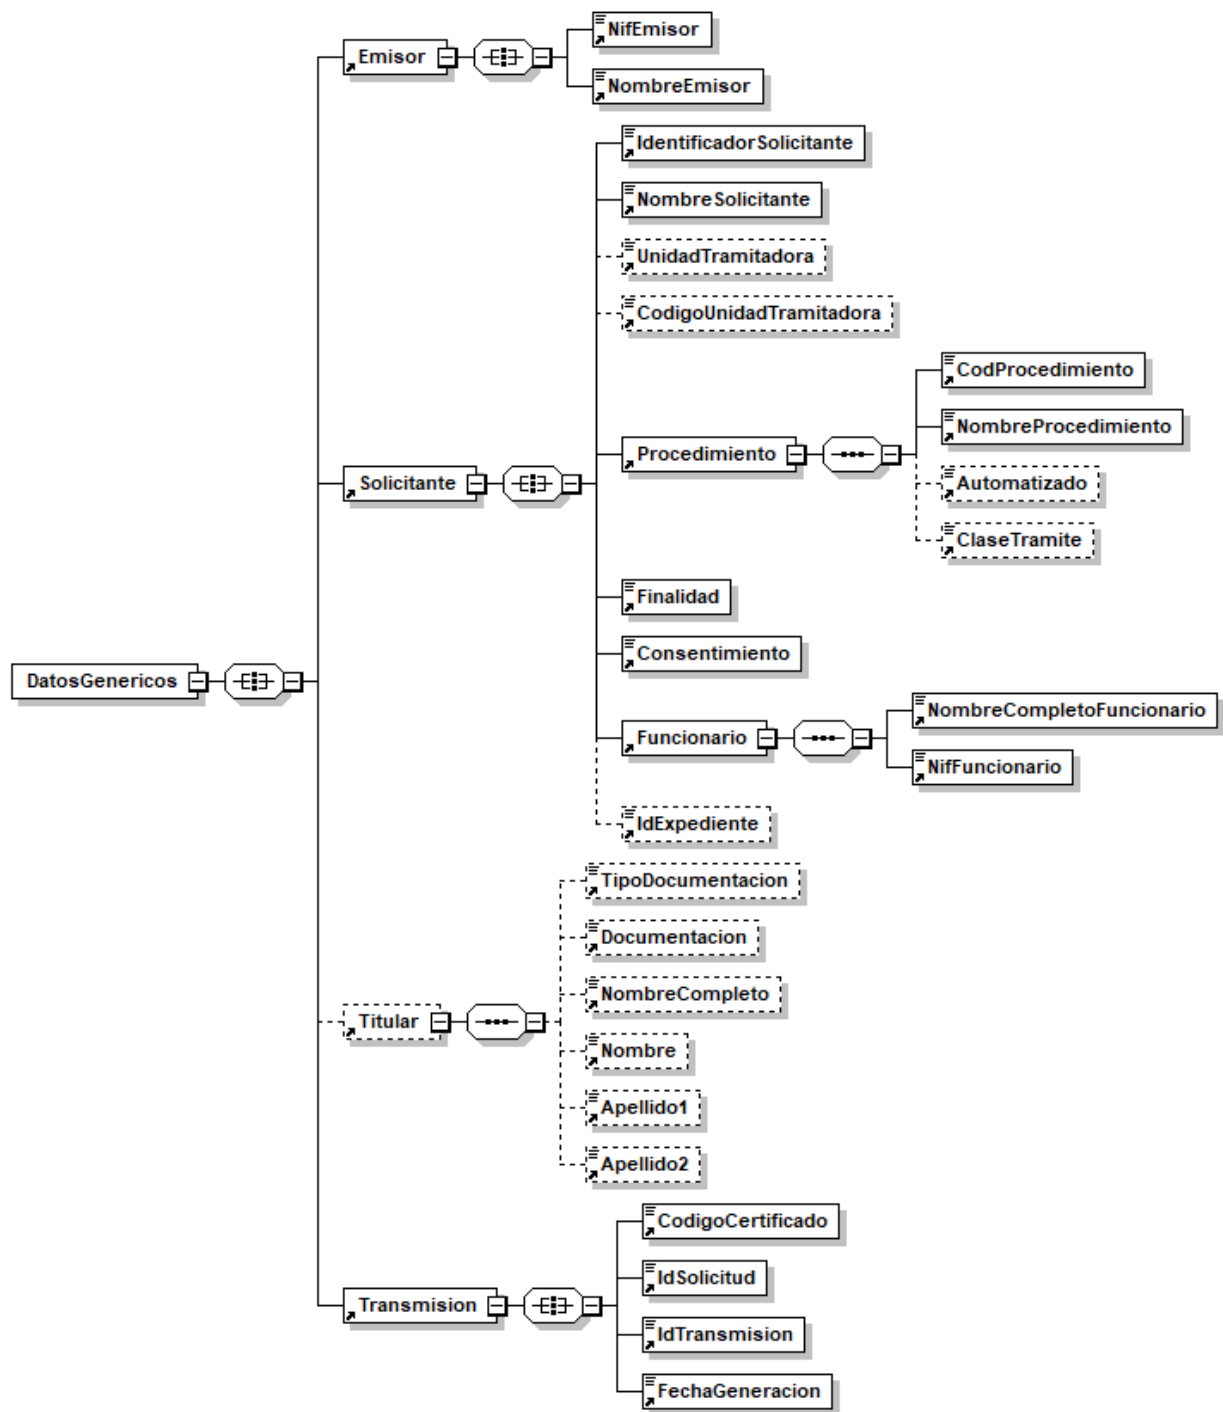 NifEmisor
Emisor
NombreEmisor
IdentificadorSolicitante
NombreSolicitante
UnidadTramitadora
CodigoUnidadTramitadora
CodProcedimiento
NombreProcedimiento
Procedimiento
Solicitante
Automatizado
ClaseTramite
Finalidad
Consentimiento
DatosGenericos
NombreCompletoFuncionario
Funcionario
NifFuncionario
IdExpediente
TipoDocumentacion
Documentacion
NombreCompleto
Titular
Nombre
Apellido1
Apellido2
CodigoCertificado
IdSolicitud
Transmision
IdTransmision
FechaGeneracion